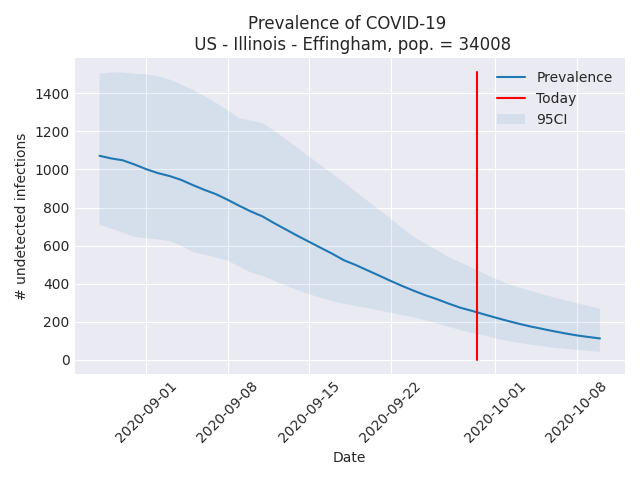 Prevalence of COVID-19
US - Illinois - Effingham, pop. = 34008
Prevalence
Today
95CI
# undetected infections
1400
1200
1000
800
600
400
200
0
2020-09-01
2020-09-08
2020-09-15
2020-09-22
2020-10-01
2020-10-08
Date